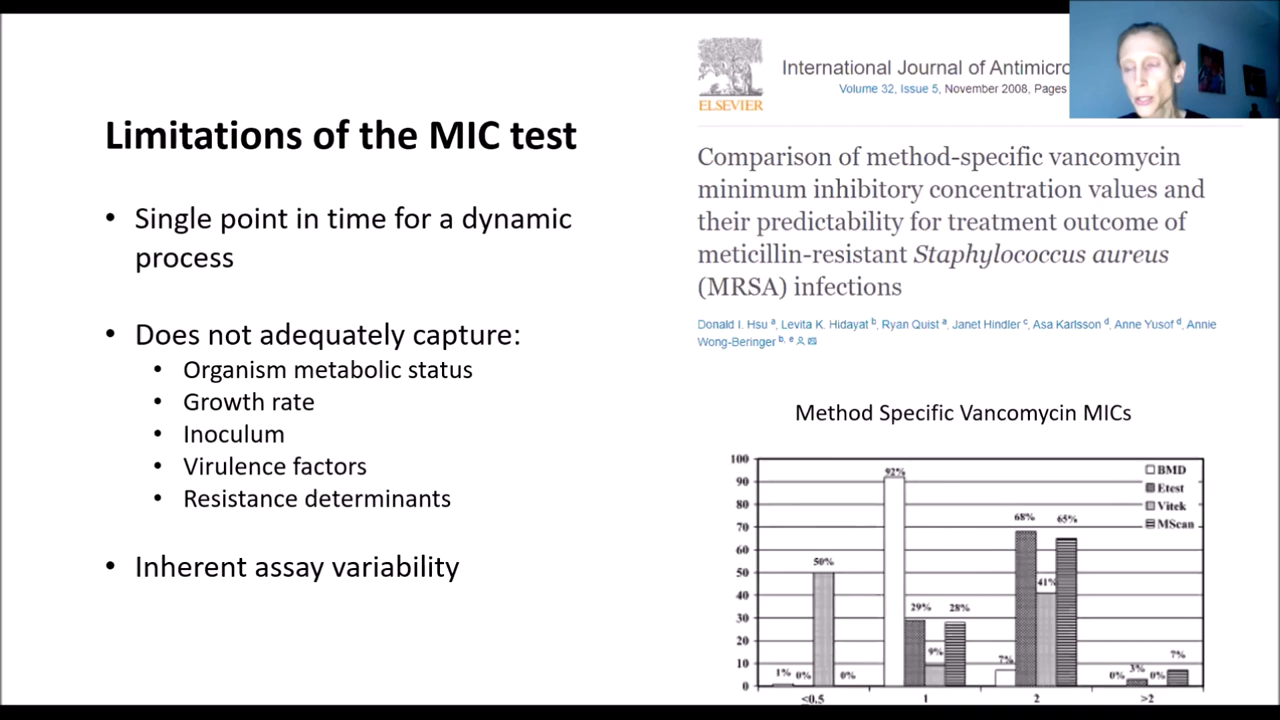 Limitations of the MIC test
• Single point in time for a dynamic
process
• Does not adequately capture:
• Organism metabolic status
• Growth rate
• Inoculum
• Virulence factors
• Resistance determinants
• Inherent assay variability
ELSEVIER
International Journal of Antimicro
Volume 32, Issue 5, November 2008, Pages
Comparison of method-specific vancomycin
minimum inhibitory concentration values and
their predictability for treatment outcome of
meticillin-resistant Staphylococcus aureus
(MRSA) infections
Donald I. Hsu a, Levita K. Hidayat b, Ryan Quist a, Janet Hindler c, Asa Karlsson d, Anne Yusof d, Annie
Wong-Beringer b, e
Method Specific Vancomycin MICs
100
90
80
70
60
50
40
30
20
10
0
BMD
Etest
Vitek
MScan
1% 0% 50% 0%
92% 29% 9% 28%
7% 68% 41% 65%
0% 3% 0% 7%
<0.5 1 2 >2